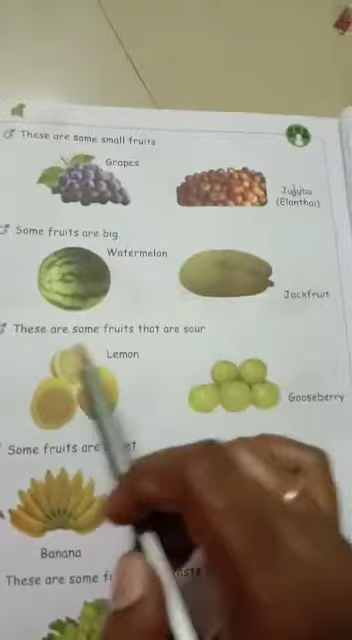 These are some small fruits
Grapes
Jujuba
(Elanthai)
Some fruits are big
Watermelon
Jackfruit
These are some fruits that are sour
Lemon
Gooseberry
Some fruits are
Banana
These are some